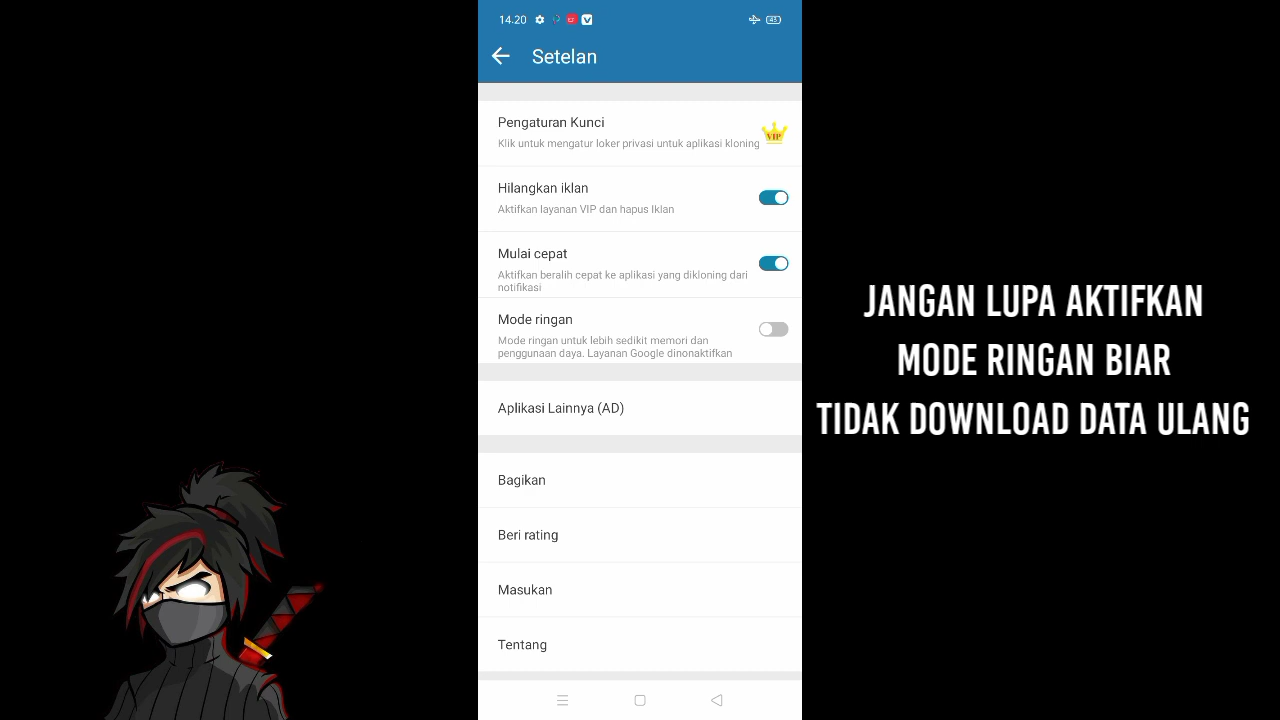 14.20
43
Setelan
Pengaturan Kunci
Klik untuk mengatur loker privasi untuk aplikasi kloning
VIP
Hilangkan iklan
Aktifkan layanan VIP dan hapus Iklan
Mulai cepat
Aktifkan beralih cepat ke aplikasi yang dikloning dari
notifikasi
Mode ringan
Mode ringan untuk lebih sedikit memori dan
penggunaan daya. Layanan Google dinonaktifkan
Aplikasi Lainnya (AD)
Bagikan
Beri rating
Masukan
Tentang
JANGAN LUPA AKTIFKAN
MODE RINGAN BIAR
TIDAK DOWNLOAD DATA ULANG